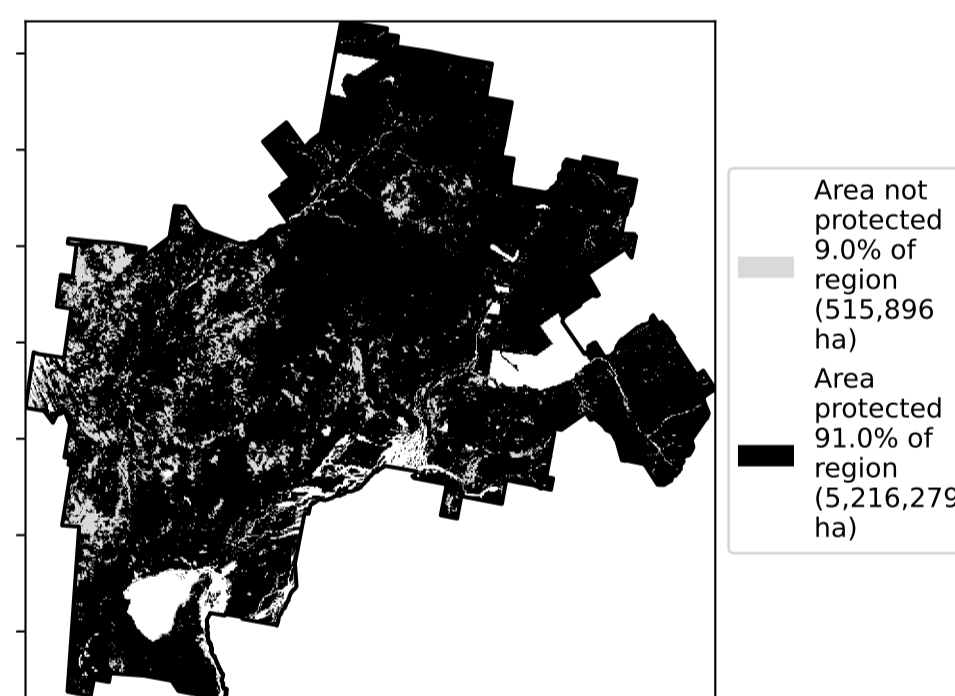 Area not
protected
9.0% of
region
(515,896
ha)
Area
protected
91.0% of
region
(5,216,279
ha)